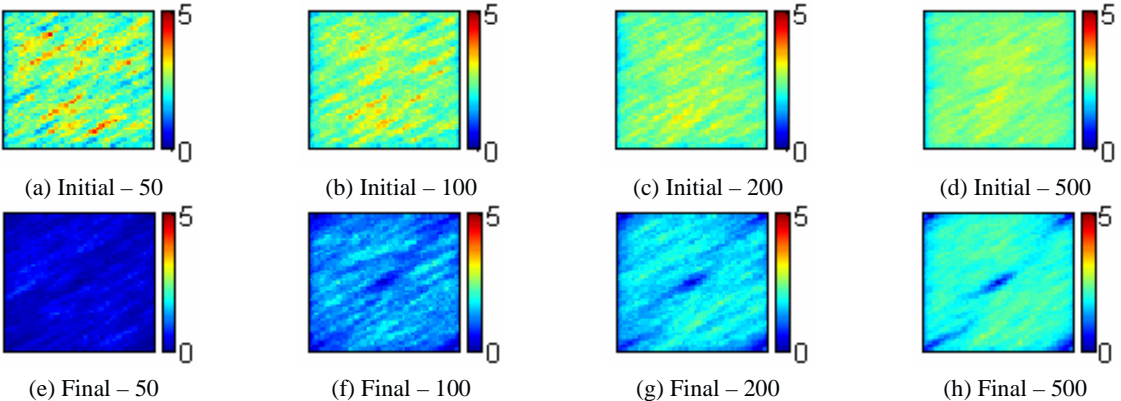 5 5 5 5
0 0 0 0
(a) Initial – 50 (b) Initial – 100 (c) Initial – 200 (d) Initial – 500
5 5 5 5
0 0 0 0
(e) Final – 50 (f) Final – 100 (g) Final – 200 (h) Final – 500